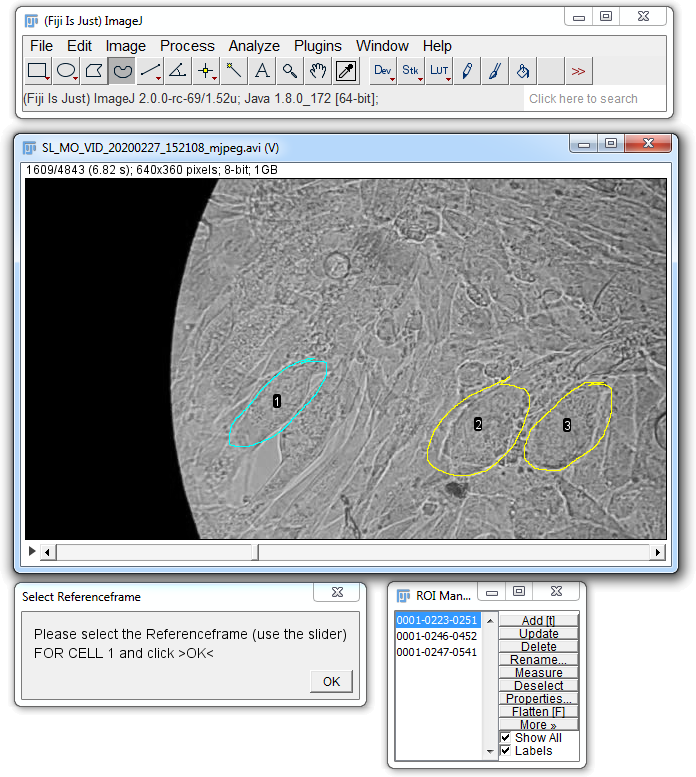 (Fiji Is Just) ImageJ
File Edit Image Process Analyze Plugins Window Help
A Dev Stk LUT >>
(Fiji Is Just) ImageJ 2.0.0-rc-69/1.52u; Java 1.8.0_172 [64-bit];
Click here to search
SL_MO_VID_20200227_152108_mjpeg.avi (V)
1609/4843 (6.82 s); 640x360 pixels; 8-bit; 1GB
1
2
3
Select Referenceframe
Please select the Referenceframe (use the slider)
FOR CELL 1 and click >OK<
OK
ROI Man...
0001-0223-0251
0001-0246-0452
0001-0247-0541
Add [t]
Update
Delete
Rename...
Measure
Deselect
Properties...
Flatten [F]
More »
Show All
Labels